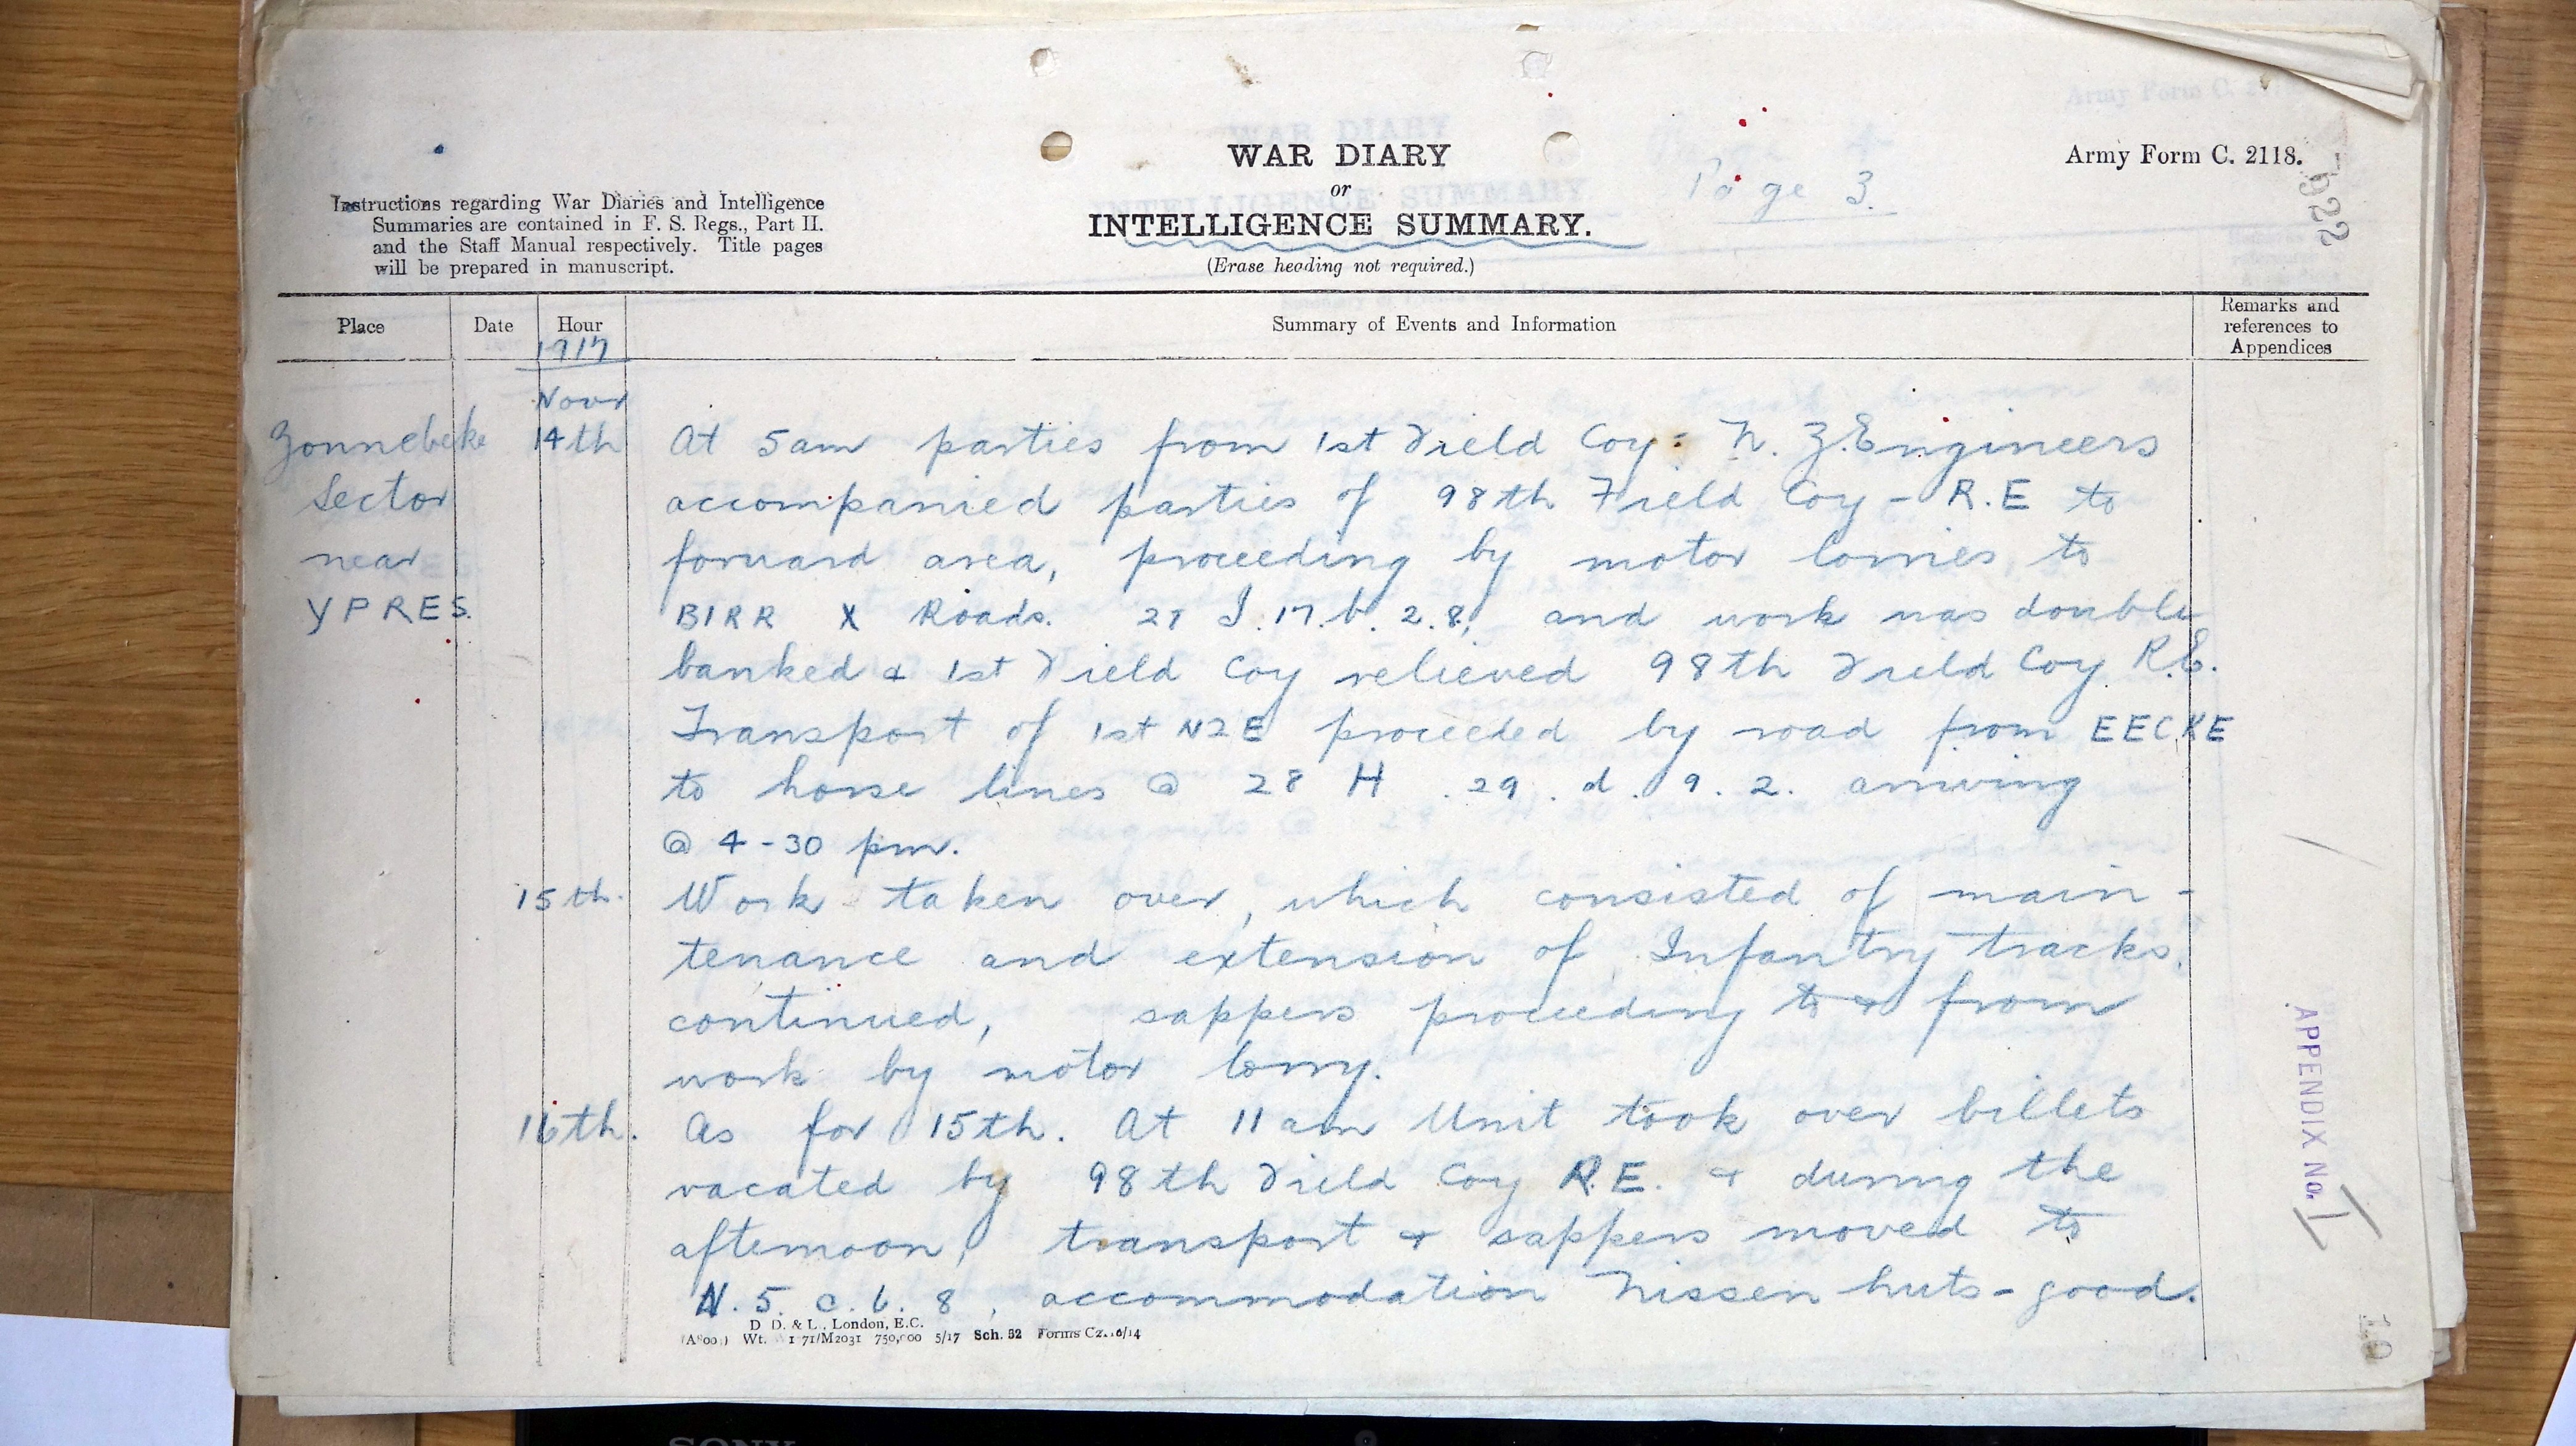 WAR DIARY
or
INTELLIGENCE SUMMARY.
(Erase heading not required.)
Page 3.
Army Form C. 2118.
Instructions regarding War Diaries and Intelligence
Summaries are contained in F. S. Regs., Part II.
and the Staff Manual respectively. Title pages
will be prepared in manuscript.
Place
Date
Hour
Summary of Events and Information
Remarks and
references to
Appendices
1917
Novr
Zonnebeke
Sector
near
YPRES.
14th
At 5am parties from 1st Field Coy: N. Z. Engineers
accompanied parties of 98th Field Coy - R.E to
forward area, proceeding by motor lorries to
BIRR X Roads. 28 I.17.b.2.8, and work was double
banked & 1st Field Coy relieved 98th Field Coy R.E.
Transport of 1st NZE proceeded by road from EECKE
to horse lines @ 28 H . 29 . d . 9 . 2. arriving
@ 4-30 pm.
15th.
Work taken over, which consisted of main-
tenance and extension of Infantry tracks.
continued, sappers proceeding to & from
work by motor lorry.
16th.
As for 15th. At 11 am Unit took over billets
vacated by 98th Field Coy R.E. & during the
afternoon, transport & sappers moved to
N. 5. c. 6. 8, accommodation Nissen huts - good.
D. D. & L., London, E.C.
Wt. 750,000 5/17 Sch. 52
APPENDIX No. I
10
SONY